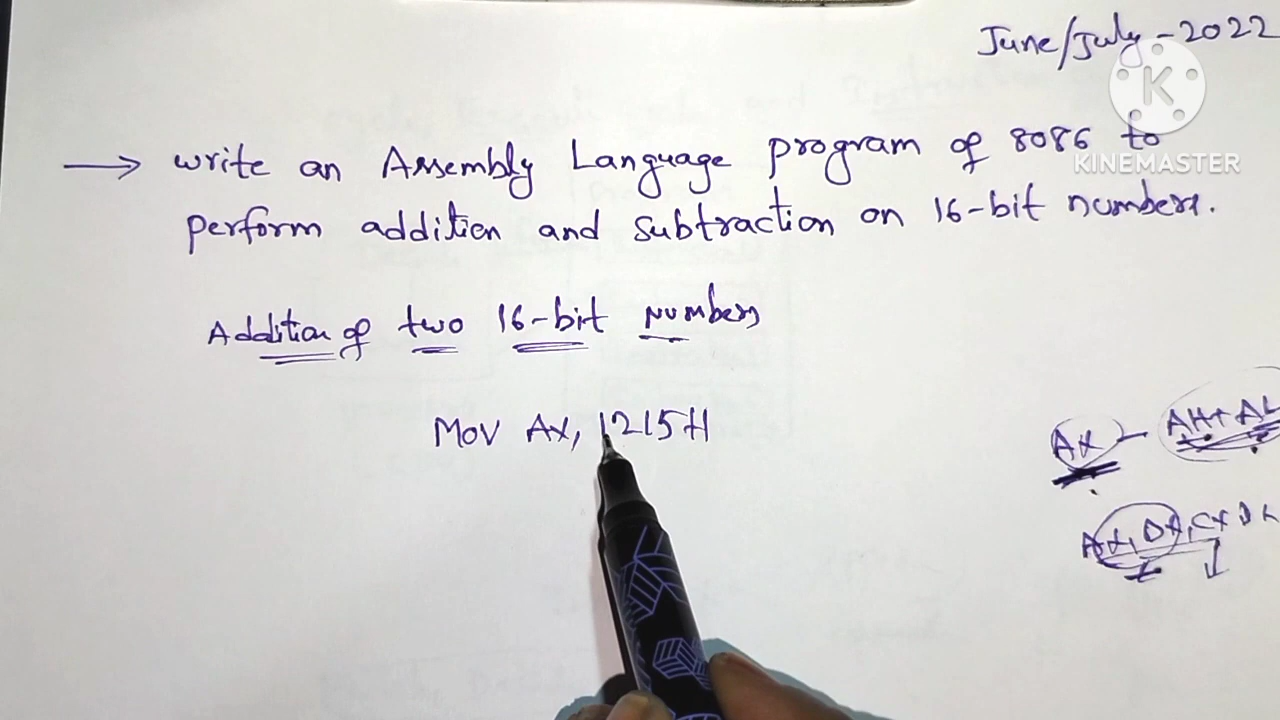 June/July-2022
K
KINEMASTER
→ write an Assembly Language program of 8086 to
perform addition and subtraction on 16-bit numbers.
Addition of two 16-bit Numbers
Mov Ax, 1215H
Ax - AH+AL